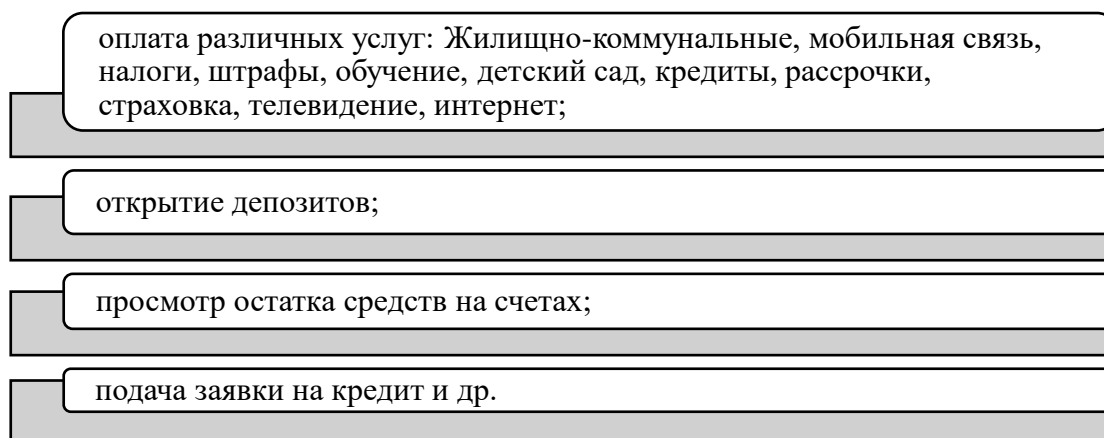 оплата различных услуг: Жилищно-коммунальные, мобильная связь,
налоги, штрафы, обучение, детский сад, кредиты, рассрочки,
страховка, телевидение, интернет;
открытие депозитов;
просмотр остатка средств на счетах;
подача заявки на кредит и др.